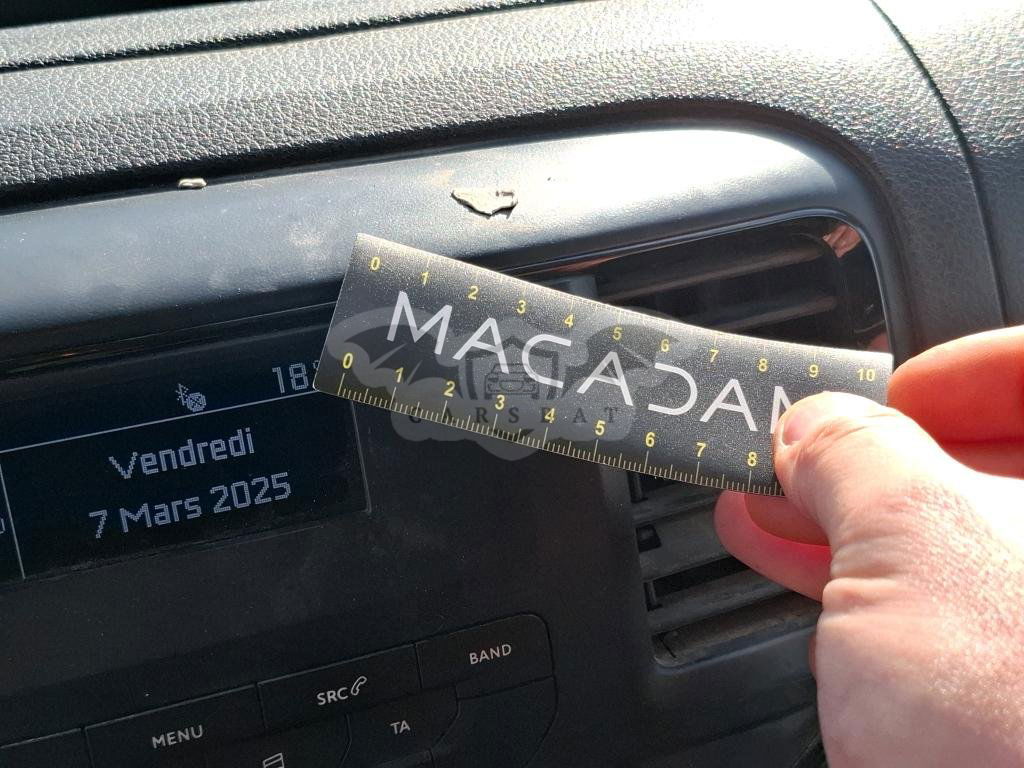 0 1 2 3 4 5 6 7 8 9 10
MACADAM
0 1 2 3 4 5 6 7 8
CARSEAT
18°
Vendredi
7 Mars 2025
BAND
SRC
MENU
TA